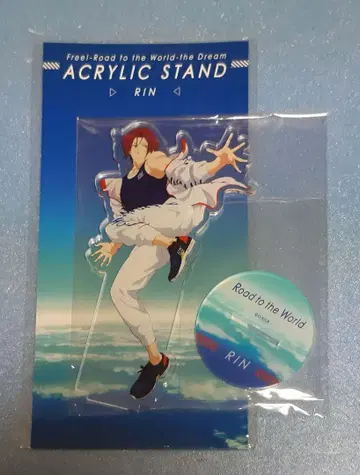 Free!-Road to the World-the Dream
ACRYLIC STAND
RIN
Road to the World
RIN